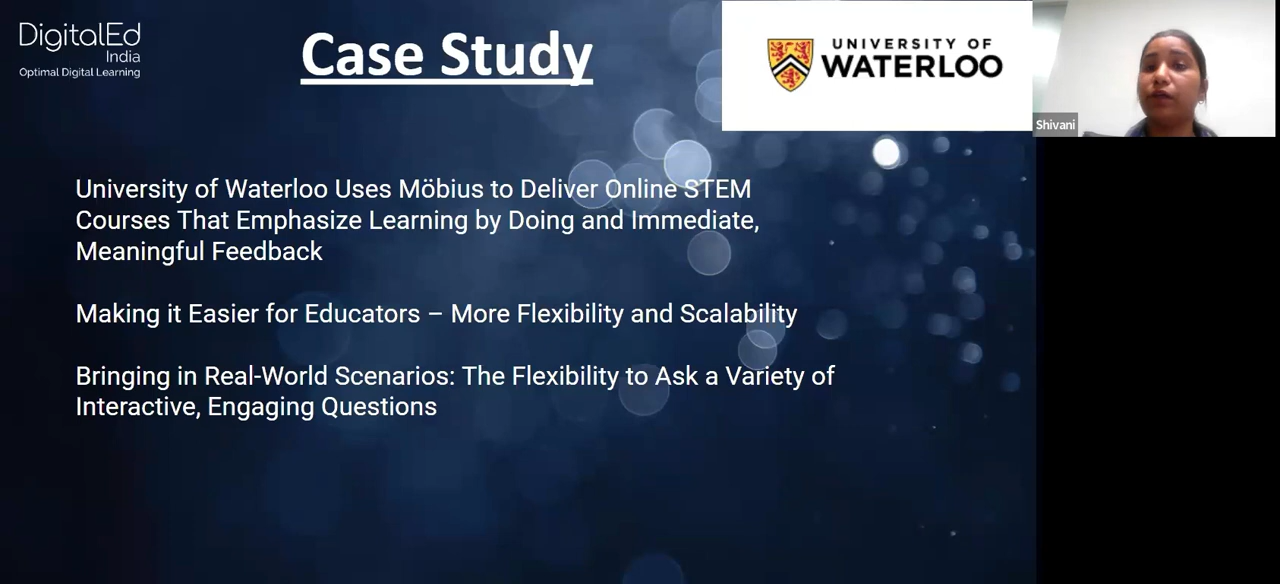 DigitalEd
India
Optimal Digital Learning
Case Study
UNIVERSITY OF
WATERLOO
Shivani
University of Waterloo Uses Möbius to Deliver Online STEM
Courses That Emphasize Learning by Doing and Immediate,
Meaningful Feedback
Making it Easier for Educators – More Flexibility and Scalability
Bringing in Real-World Scenarios: The Flexibility to Ask a Variety of
Interactive, Engaging Questions